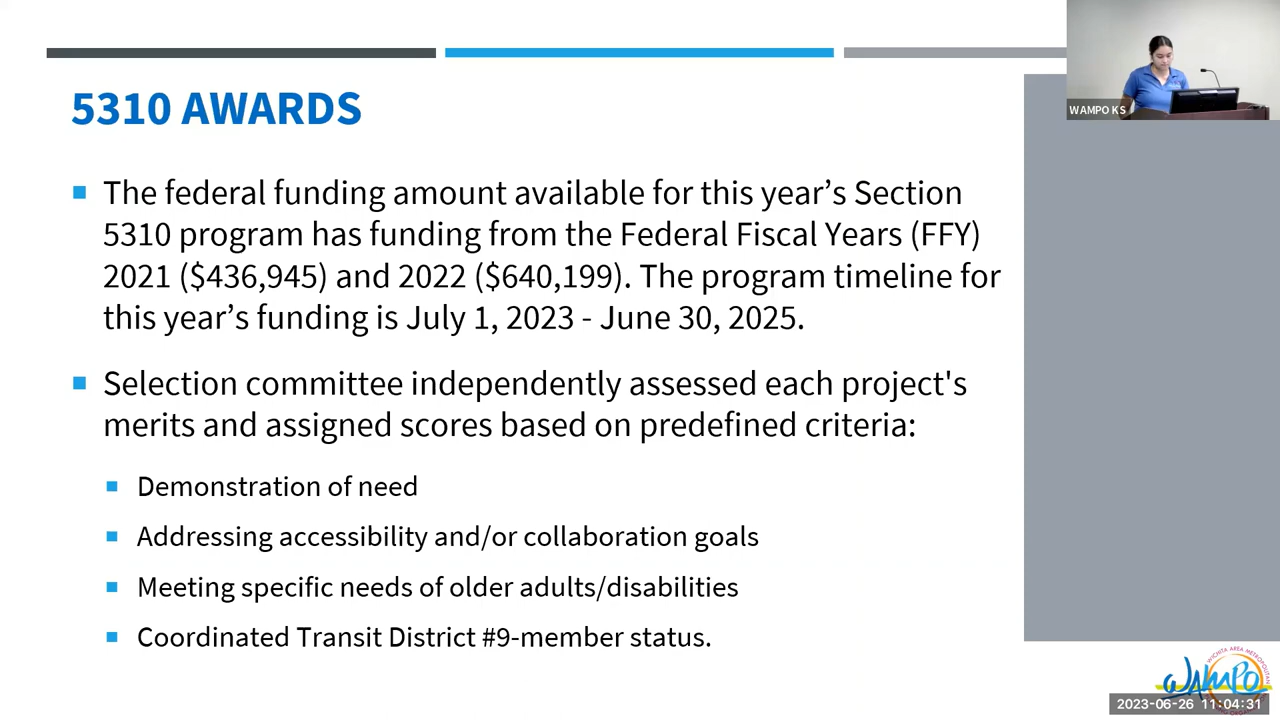 WAMPO KS
5310 AWARDS
The federal funding amount available for this year’s Section
5310 program has funding from the Federal Fiscal Years (FFY)
2021 ($436,945) and 2022 ($640,199). The program timeline for
this year’s funding is July 1, 2023 - June 30, 2025.
Selection committee independently assessed each project's
merits and assigned scores based on predefined criteria:
Demonstration of need
Addressing accessibility and/or collaboration goals
Meeting specific needs of older adults/disabilities
Coordinated Transit District #9-member status.
WICHITA AREA METROPOLITAN
WAMPO
2023-06-26 11:04:31